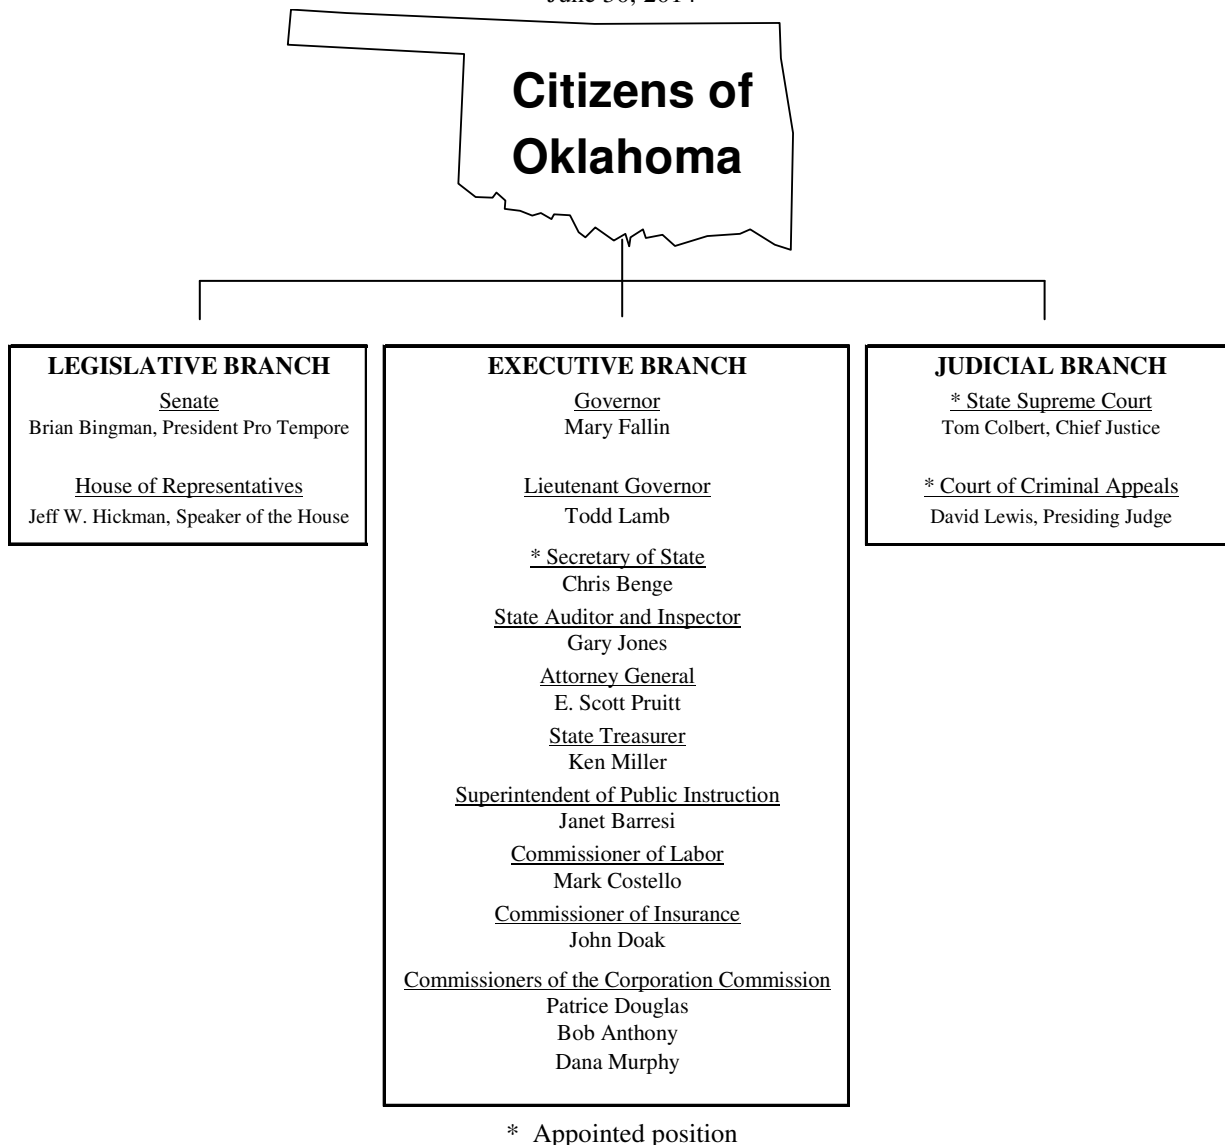 June 30, 2014
Citizens of
Oklahoma
LEGISLATIVE BRANCH
Senate
Brian Bingman, President Pro Tempore
House of Representatives
Jeff W. Hickman, Speaker of the House
EXECUTIVE BRANCH
Governor
Mary Fallin
Lieutenant Governor
Todd Lamb
* Secretary of State
Chris Benge
State Auditor and Inspector
Gary Jones
Attorney General
E. Scott Pruitt
State Treasurer
Ken Miller
Superintendent of Public Instruction
Janet Barresi
Commissioner of Labor
Mark Costello
Commissioner of Insurance
John Doak
Commissioners of the Corporation Commission
Patrice Douglas
Bob Anthony
Dana Murphy
JUDICIAL BRANCH
* State Supreme Court
Tom Colbert, Chief Justice
* Court of Criminal Appeals
David Lewis, Presiding Judge
* Appointed position